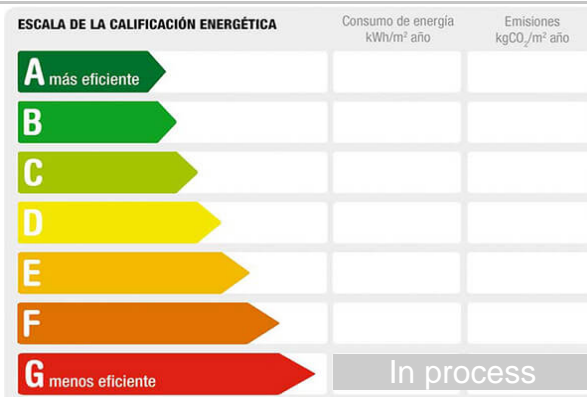 ESCALA DE LA CALIFICACIÓN ENERGÉTICA
Consumo de energía
kWh/m² año
Emisiones
kgCO₂/m² año
A más eficiente
B
C
D
E
F
G menos eficiente
In process